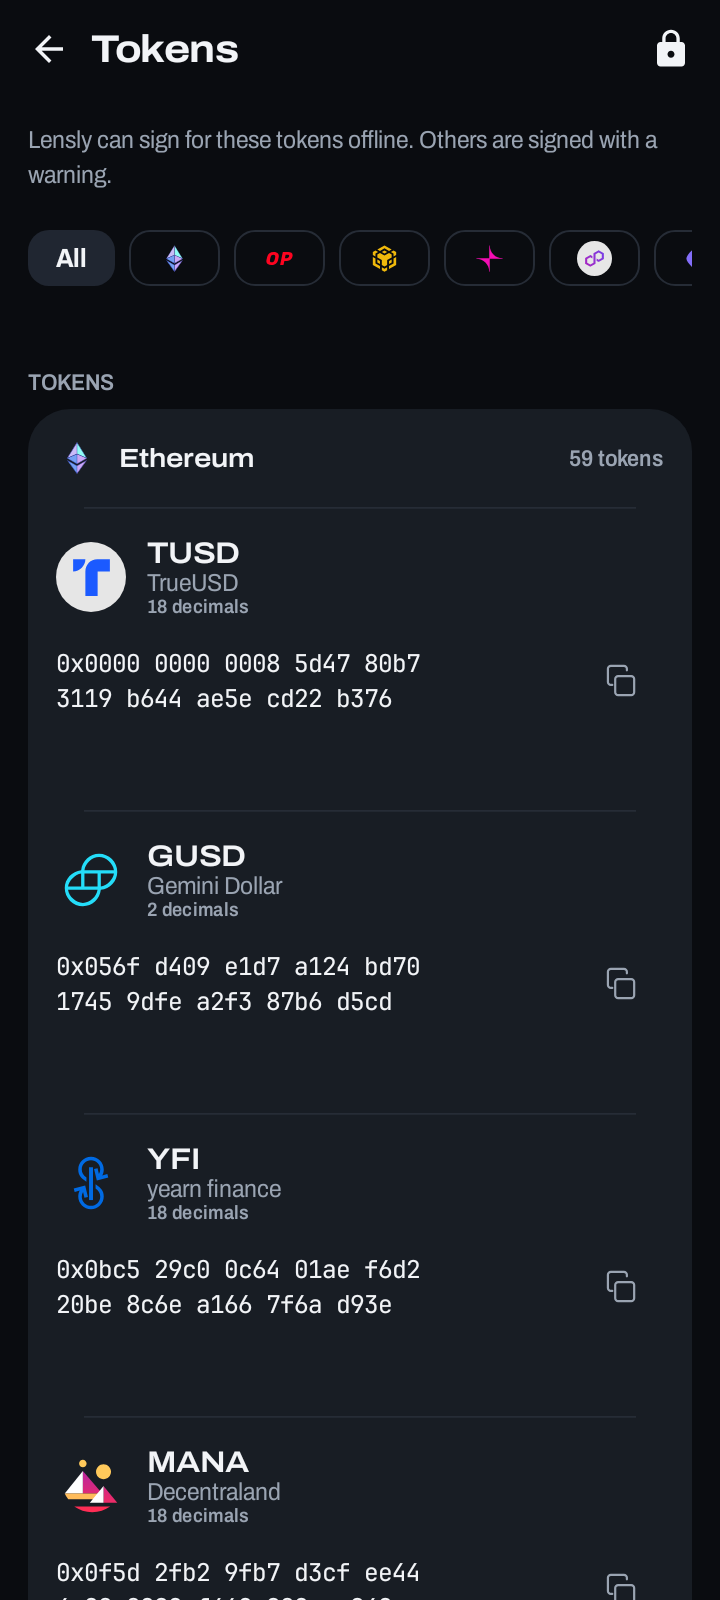 Tokens
Lensly can sign for these tokens offline. Others are signed with a
warning.
All
OP
TOKENS
Ethereum
59 tokens
TUSD
TrueUSD
18 decimals
0x0000 0000 0008 5d47 80b7
3119 b644 ae5e cd22 b376
GUSD
Gemini Dollar
2 decimals
0x056f d409 e1d7 a124 bd70
1745 9dfe a2f3 87b6 d5cd
YFI
yearn finance
18 decimals
0x0bc5 29c0 0c64 01ae f6d2
20be 8c6e a166 7f6a d93e
MANA
Decentraland
18 decimals
0x0f5d 2fb2 9fb7 d3cf ee44